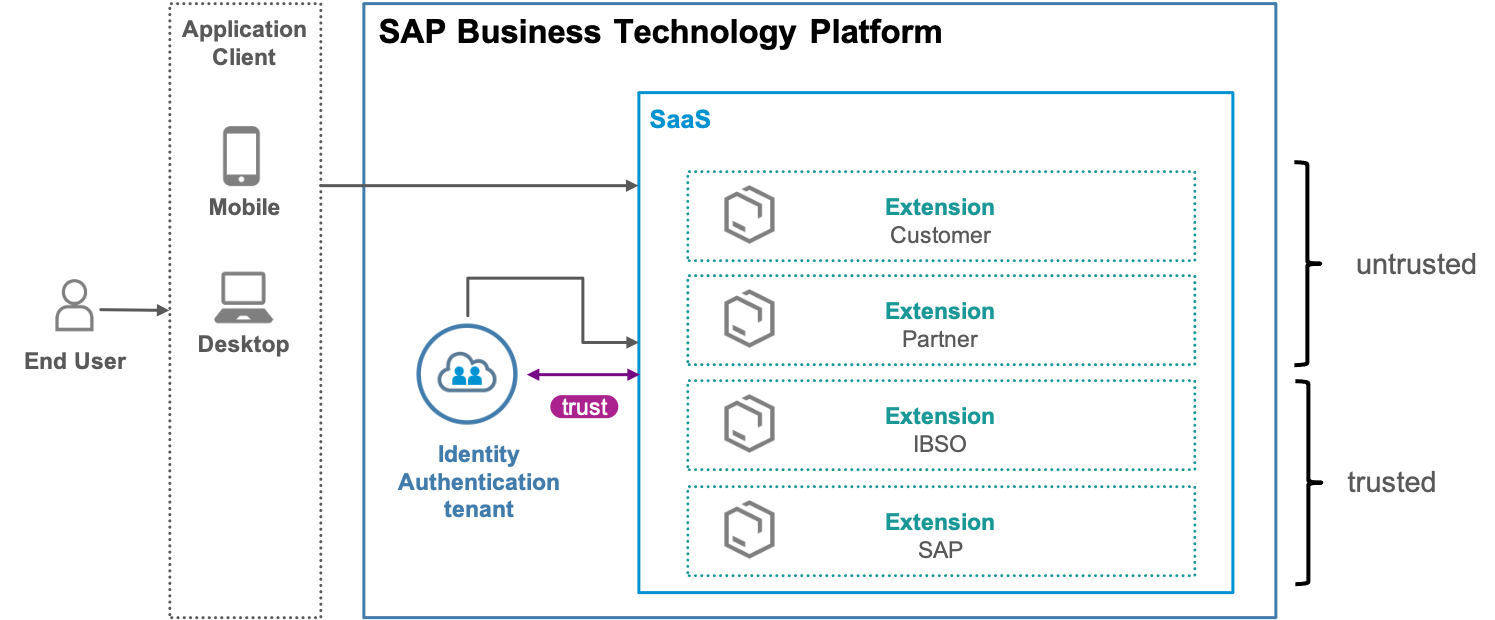 Application
Client
SAP Business Technology Platform
SaaS
Mobile
Desktop
End User
trust
Identity
Authentication
tenant
Extension
Customer
Extension
Partner
Extension
IBSO
Extension
SAP
untrusted
trusted